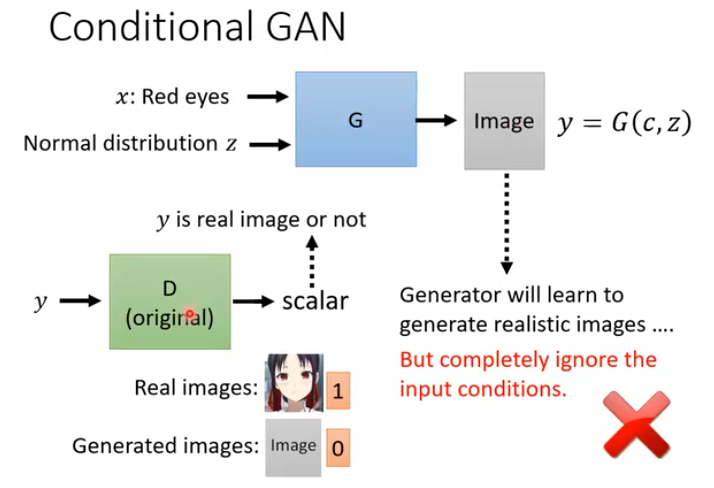 Conditional GAN
x: Red eyes
Normal distribution z
G
Image
y = G(c, z)
y is real image or not
y
D
(original)
scalar
Generator will learn to
generate realistic images ....
But completely ignore the
input conditions.
Real images:
1
Generated images:
Image
0